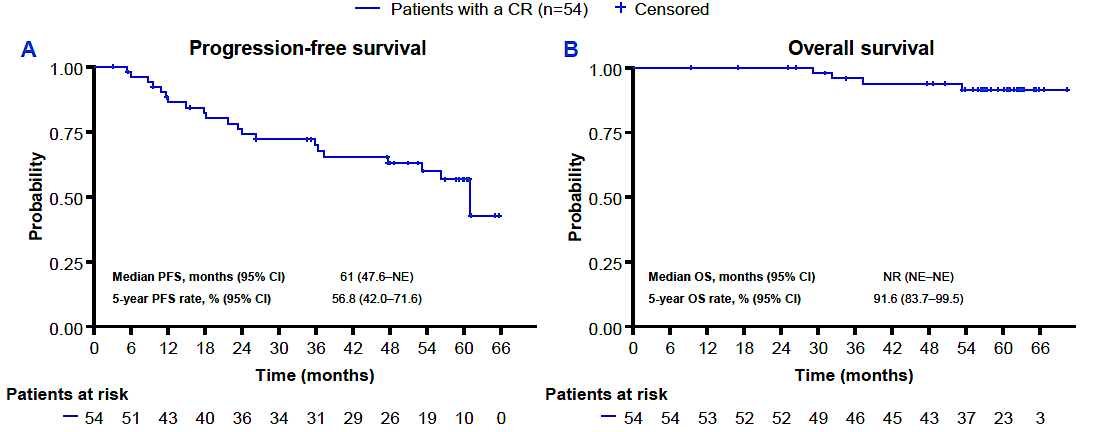 Patients with a CR (n=54) Censored
A Progression-free survival
1.00
0.75
0.50
0.25
0.00
Probability
Median PFS, months (95% CI) 61 (47.6–NE)
5-year PFS rate, % (95% CI) 56.8 (42.0–71.6)
0 6 12 18 24 30 36 42 48 54 60 66
Time (months)
Patients at risk
54 51 43 40 36 34 31 29 26 19 10 0
B Overall survival
1.00
0.75
0.50
0.25
0.00
Probability
Median OS, months (95% CI) NR (NE–NE)
5-year OS rate, % (95% CI) 91.6 (83.7–99.5)
0 6 12 18 24 30 36 42 48 54 60 66
Time (months)
Patients at risk
54 54 53 52 52 49 46 45 43 37 23 3